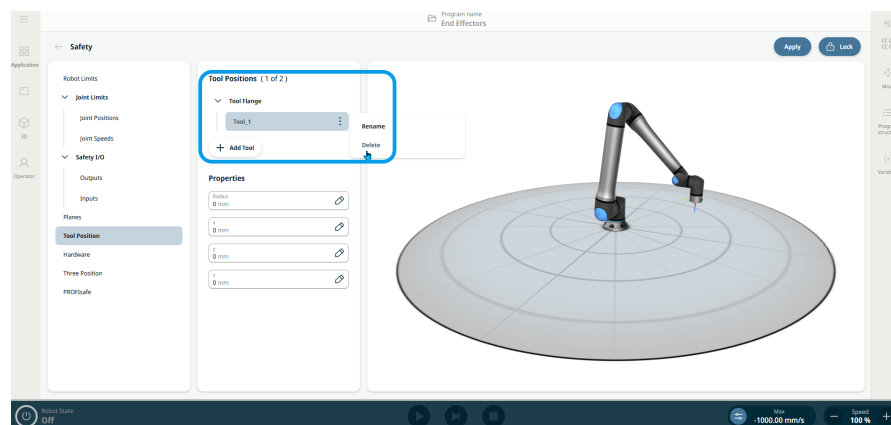 Program name
End Effectors
Safety
Apply
Lock
Application
3D
Operator
Robot Limits
Joint Limits
Joint Positions
Joint Speeds
Safety I/O
Outputs
Inputs
Planes
Tool Position
Hardware
Three Position
PROFIsafe
Tool Positions ( 1 of 2 )
Tool Flange
Tool_1
Add Tool
Rename
Delete
Properties
Radius
0 mm
0 mm
0 mm
0 mm
Robot State
Off
Max
-1000.00 mm/s
Speed
100 %